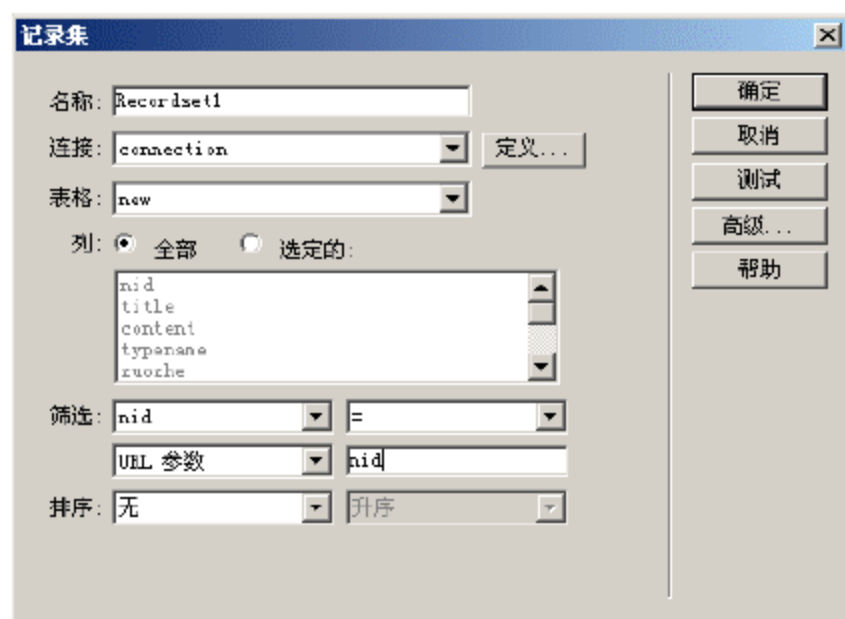 记录集
名称: Recordset1
连接: connection 定义...
表格: new
列: 全部 选定的:
nid
title
content
typename
筛选: nid =
URL 参数 nid
排序: 无 升序
确定
取消
测试
高级...
帮助